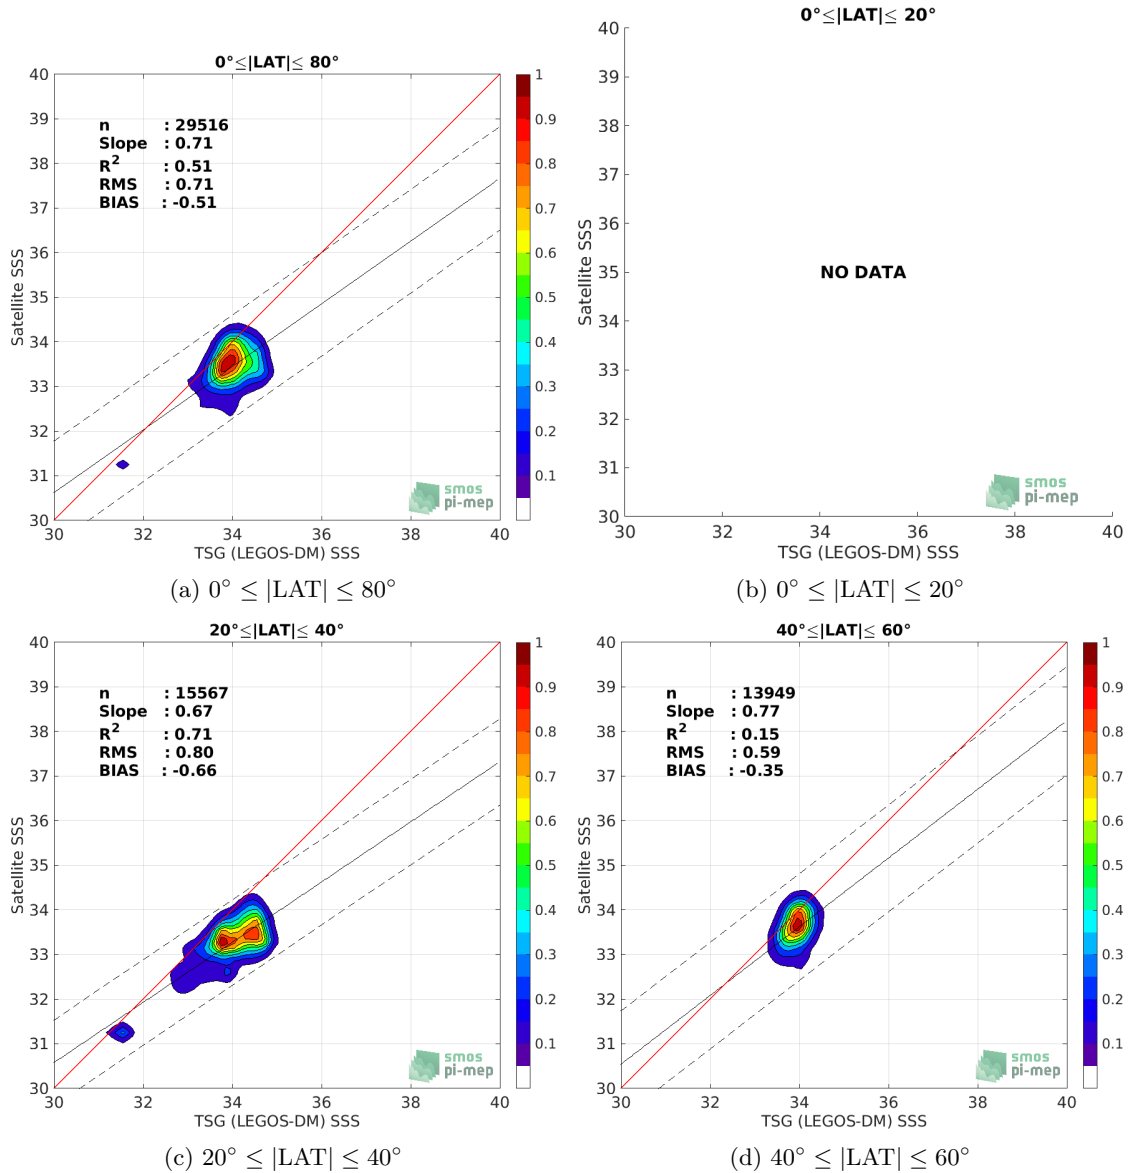 0°≤|LAT|≤ 80°
40
39
38
37
36
35
34
33
32
31
30
30
32
34
36
38
40
Satellite SSS
TSG (LEGOS-DM) SSS
n : 29516
Slope : 0.71
R² : 0.51
RMS : 0.71
BIAS : -0.51
1
0.9
0.8
0.7
0.6
0.5
0.4
0.3
0.2
0.1
smos
pi-mep
(a) 0° ≤ |LAT| ≤ 80°
0°≤|LAT|≤ 20°
40
39
38
37
36
35
34
33
32
31
30
30
32
34
36
38
40
Satellite SSS
TSG (LEGOS-DM) SSS
NO DATA
smos
pi-mep
(b) 0° ≤ |LAT| ≤ 20°
20°≤|LAT|≤ 40°
40
39
38
37
36
35
34
33
32
31
30
30
32
34
36
38
40
Satellite SSS
TSG (LEGOS-DM) SSS
n : 15567
Slope : 0.67
R² : 0.71
RMS : 0.80
BIAS : -0.66
1
0.9
0.8
0.7
0.6
0.5
0.4
0.3
0.2
0.1
smos
pi-mep
(c) 20° ≤ |LAT| ≤ 40°
40°≤|LAT|≤ 60°
40
39
38
37
36
35
34
33
32
31
30
30
32
34
36
38
40
Satellite SSS
TSG (LEGOS-DM) SSS
n : 13949
Slope : 0.77
R² : 0.15
RMS : 0.59
BIAS : -0.35
1
0.9
0.8
0.7
0.6
0.5
0.4
0.3
0.2
0.1
smos
pi-mep
(d) 40° ≤ |LAT| ≤ 60°